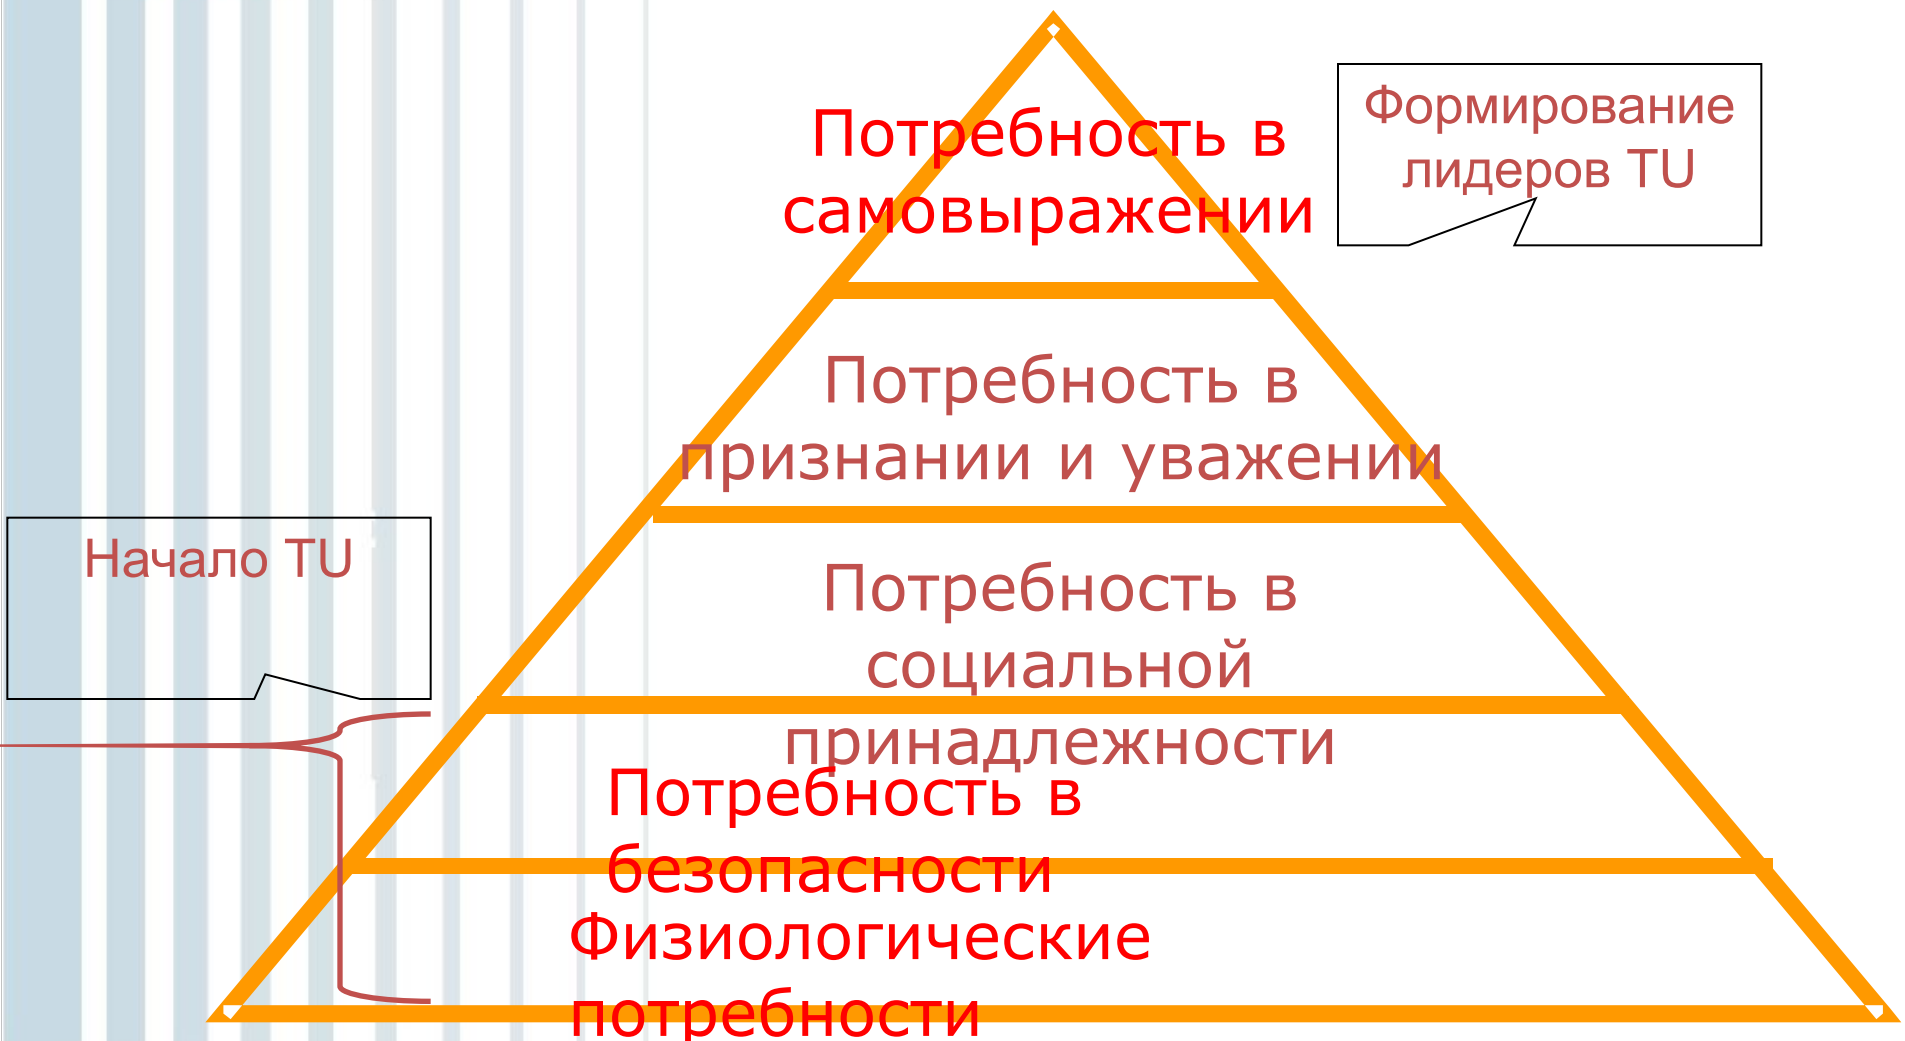 Потребность в
самовыражении
Формирование
лидеров TU
Потребность в
признании и уважении
Начало TU
Потребность в
социальной
принадлежности
Потребность в
безопасности
Физиологические
потребности